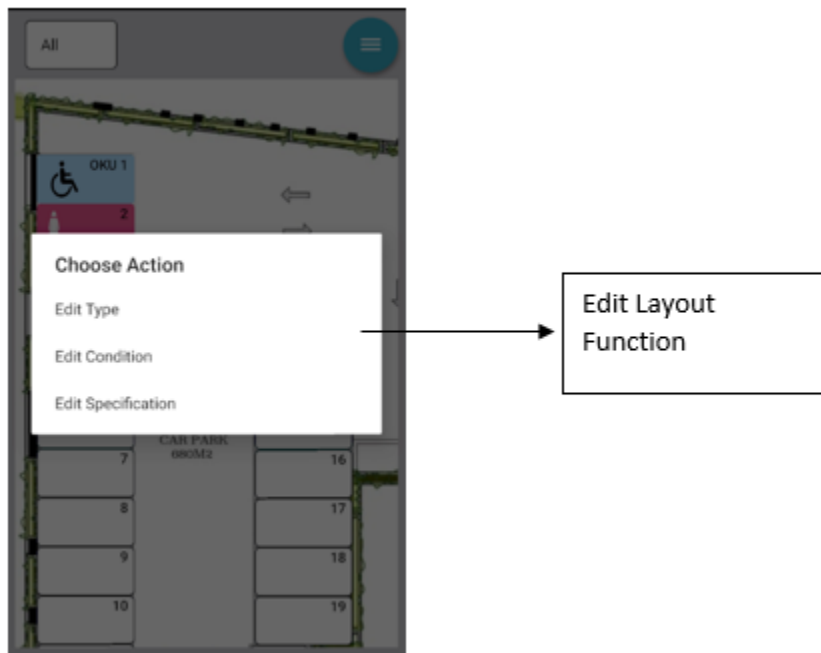 All
OKU 1
2
Choose Action
Edit Type
Edit Condition
Edit Specification
Edit Layout
Function
CAR PARK
680M2
7
16
8
17
9
18
10
19